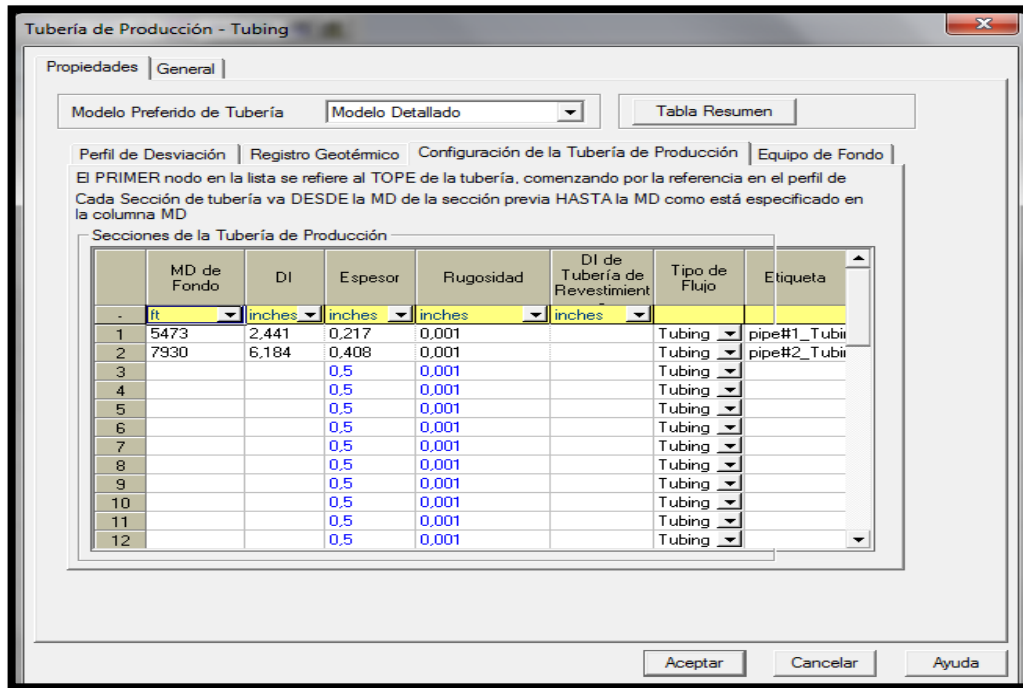 Tubería de Producción - Tubing
Propiedades General
Modelo Preferido de Tubería Modelo Detallado Tabla Resumen
Perfil de Desviación Registro Geotérmico Configuración de la Tubería de Producción Equipo de Fondo
El PRIMER nodo en la lista se refiere al TOPE de la tubería, comenzando por la referencia en el perfil de
Cada Sección de tubería va DESDE la MD de la sección previa HASTA la MD como está especificado en
la columna MD
Secciones de la Tubería de Producción
MD de Fondo DI Espesor Rugosidad DI de Tubería de Revestimient Tipo de Flujo Etiqueta
- ft inches inches inches inches
1 5473 2,441 0,217 0,001 Tubing pipe#1_Tubi
2 7930 6,184 0,408 0,001 Tubing pipe#2_Tubi
3 0,5 0,001 Tubing
4 0,5 0,001 Tubing
5 0,5 0,001 Tubing
6 0,5 0,001 Tubing
7 0,5 0,001 Tubing
8 0,5 0,001 Tubing
9 0,5 0,001 Tubing
10 0,5 0,001 Tubing
11 0,5 0,001 Tubing
12 0,5 0,001 Tubing
Aceptar Cancelar Ayuda